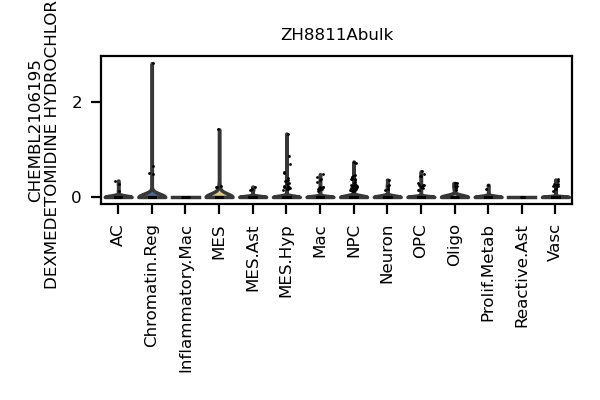 ZH8811Abulk
CHEMBL2106195
DEXMEDETOMIDINE HYDROCHLOR
2
0
AC
Chromatin.Reg
Inflammatory.Mac
MES
MES.Ast
MES.Hyp
Mac
NPC
Neuron
OPC
Oligo
Prolif.Metab
Reactive.Ast
Vasc